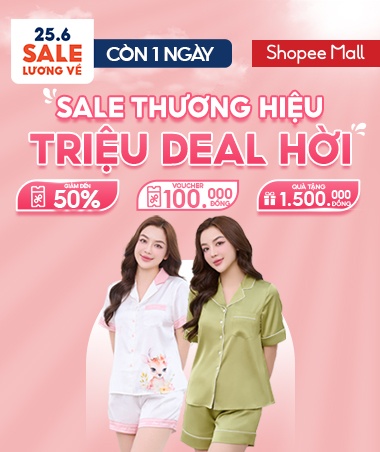 25.6
SALE
LƯƠNG VỀ
CÒN 1 NGÀY
Shopee Mall
SALE THƯƠNG HIỆU
TRIỆU DEAL HỜI
GIẢM ĐẾN
50%
VOUCHER
100.000
ĐỒNG
QUÀ TẶNG
1.500.000
ĐỒNG